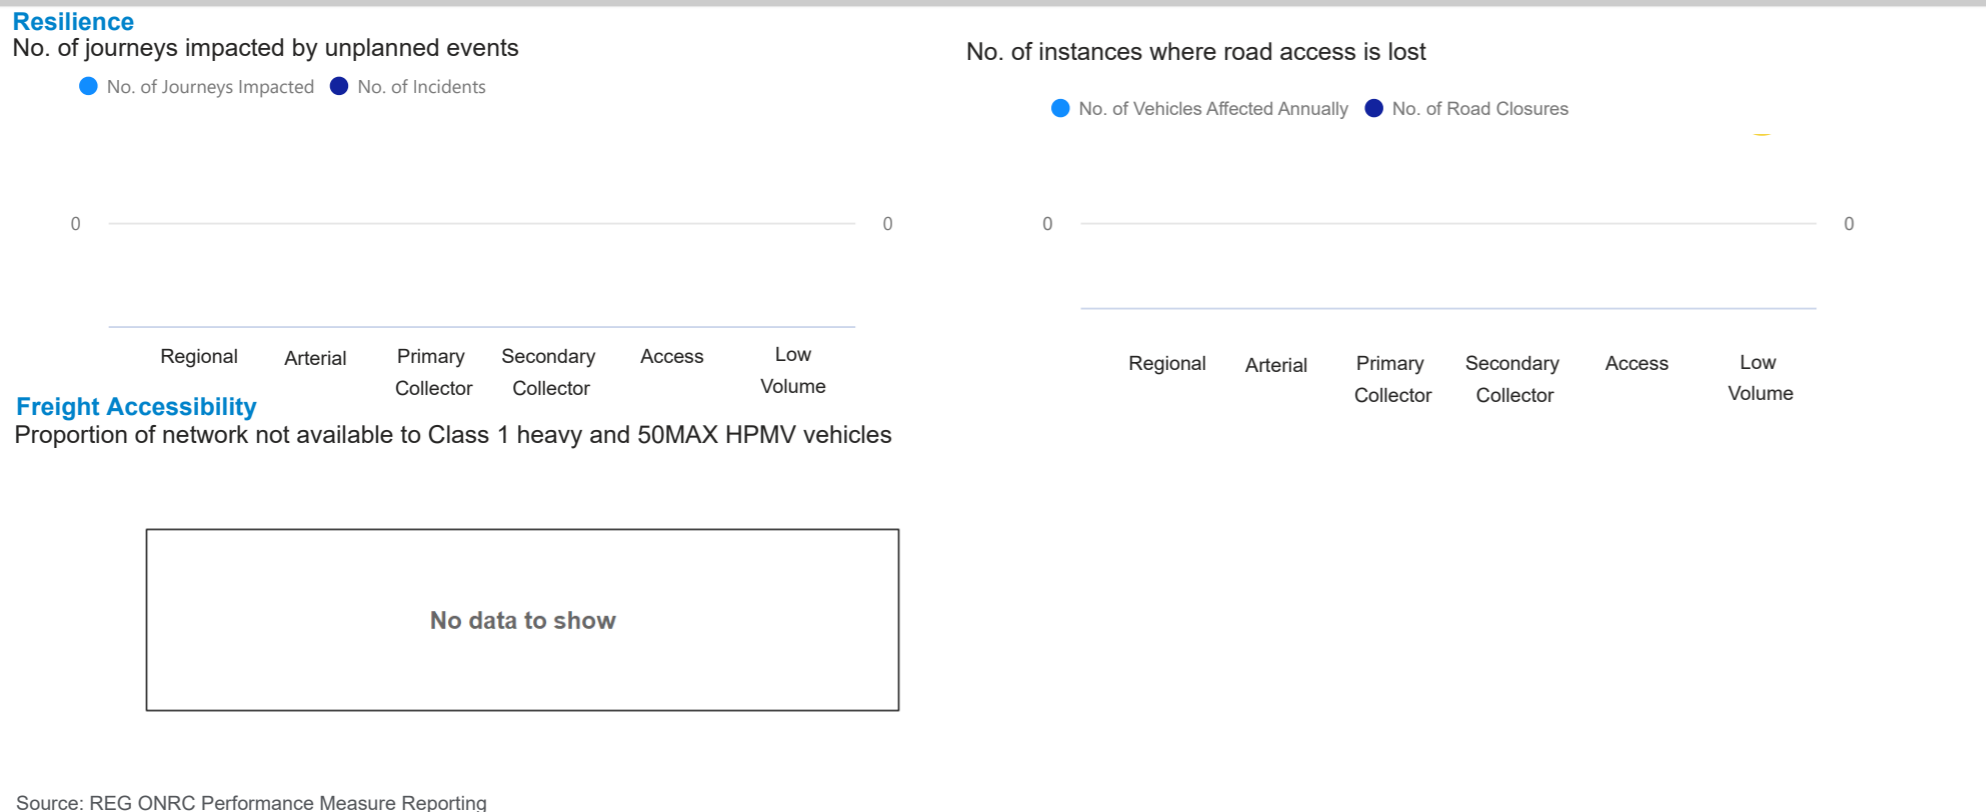 Resilience
No. of journeys impacted by unplanned events
No. of Journeys Impacted No. of Incidents
0 0
Regional Arterial Primary Collector Secondary Collector Access Low Volume
No. of instances where road access is lost
No. of Vehicles Affected Annually No. of Road Closures
0 0
Regional Arterial Primary Collector Secondary Collector Access Low Volume
Freight Accessibility
Proportion of network not available to Class 1 heavy and 50MAX HPMV vehicles
No data to show
Source: REG ONRC Performance Measure Reporting